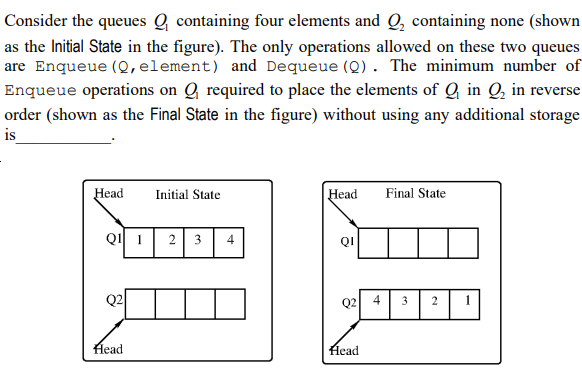 Consider the queues Q₁ containing four elements and Q₂ containing none (shown
as the Initial State in the figure). The only operations allowed on these two queues
are Enqueue(Q,element) and Dequeue(Q). The minimum number of
Enqueue operations on Q₁ required to place the elements of Q₁ in Q₂ in reverse
order (shown as the Final State in the figure) without using any additional storage
is____________.
Head Initial State
Q1 1 2 3 4
Q2
Head
Head Final State
Q1
Q2 4 3 2 1
Head